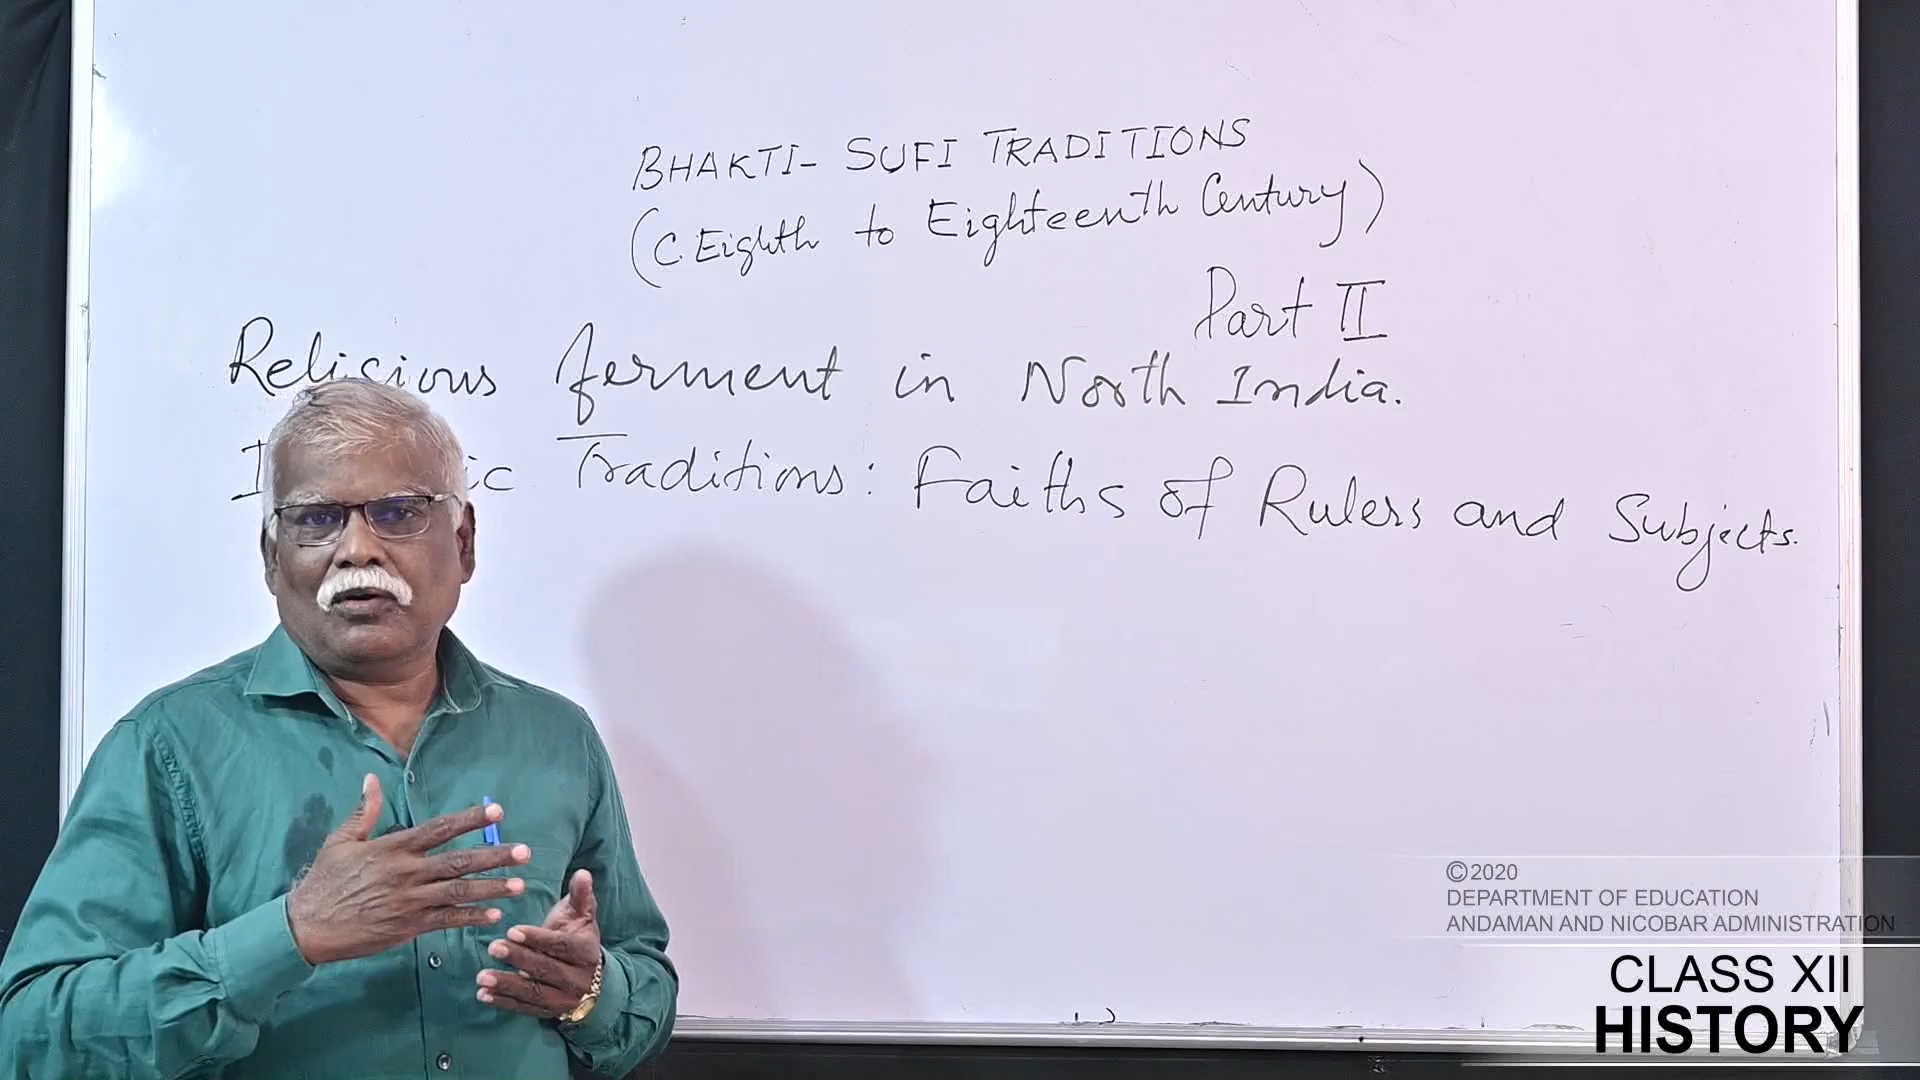 BHAKTI- SUFI TRADITIONS
(C. Eighth to Eighteenth Century)
Part II
Religious ferment in North India.
ic Traditions: Faiths of Rulers and Subjects.
©2020
DEPARTMENT OF EDUCATION
ANDAMAN AND NICOBAR ADMINISTRATION
CLASS XII
HISTORY